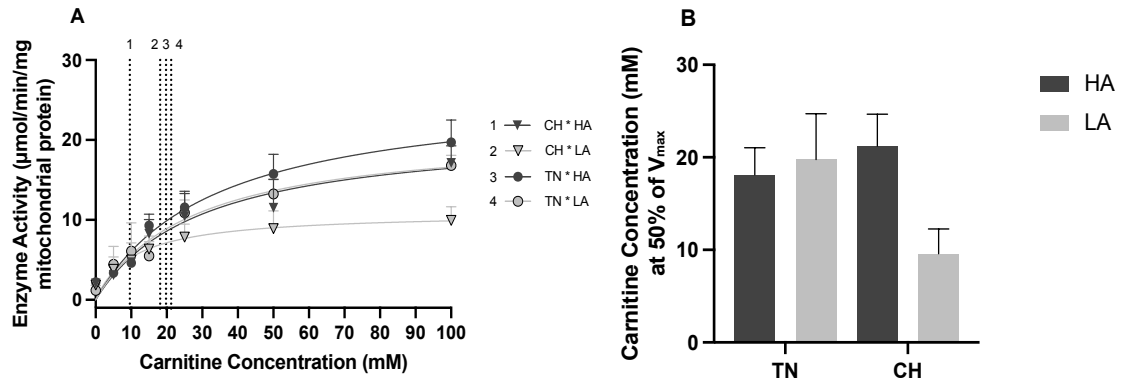 A
1 2 3 4
Enzyme Activity (μmol/min/mg
mitochondrial protein)
30
20
10
0
0 10 20 30 40 50 60 70 80 90 100
Carnitine Concentration (mM)
1 CH * HA
2 CH * LA
3 TN * HA
4 TN * LA
B
Carnitine Concentration (mM)
at 50% of Vmax
30
20
10
0
TN CH
HA
LA